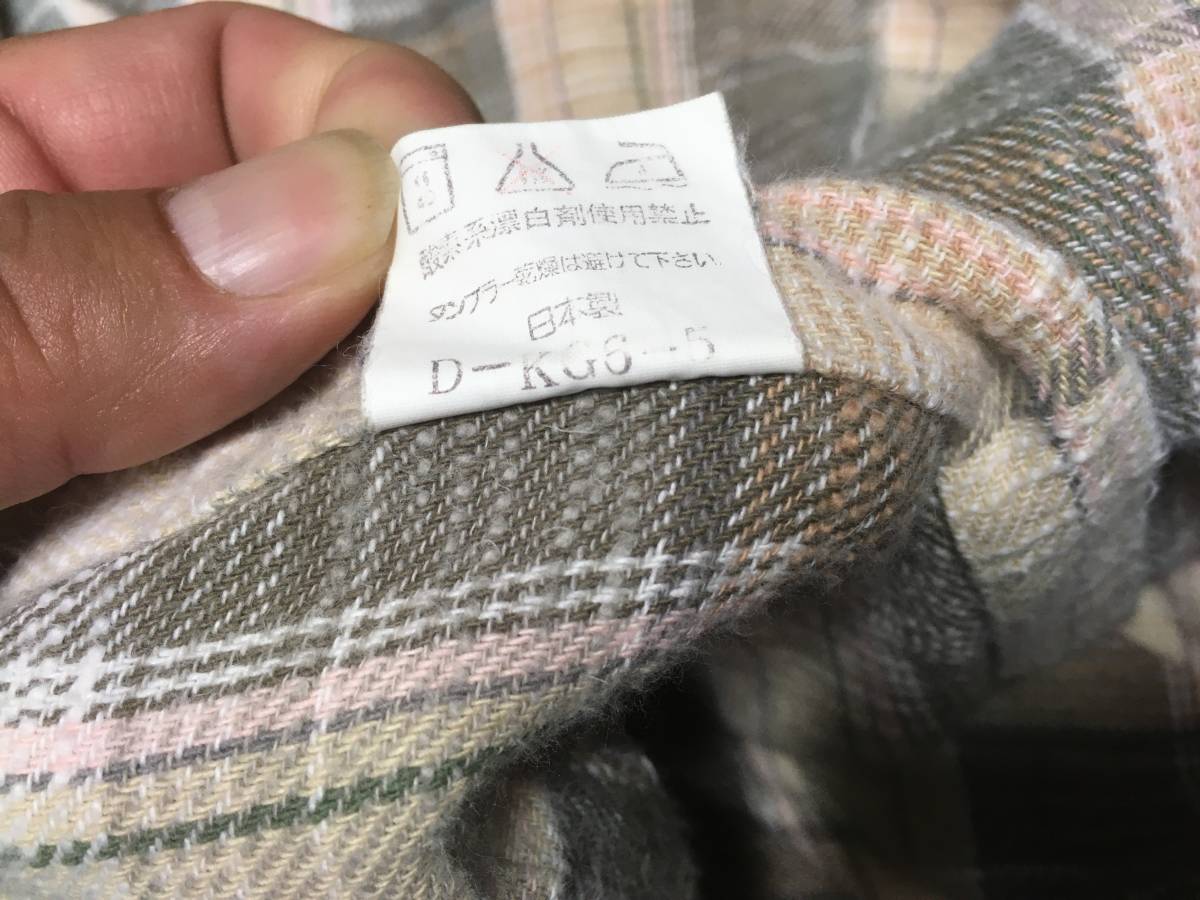 酸素系漂白剤使用禁止
タンブラー乾燥は避けて下さい
日本製
D-KG6-5